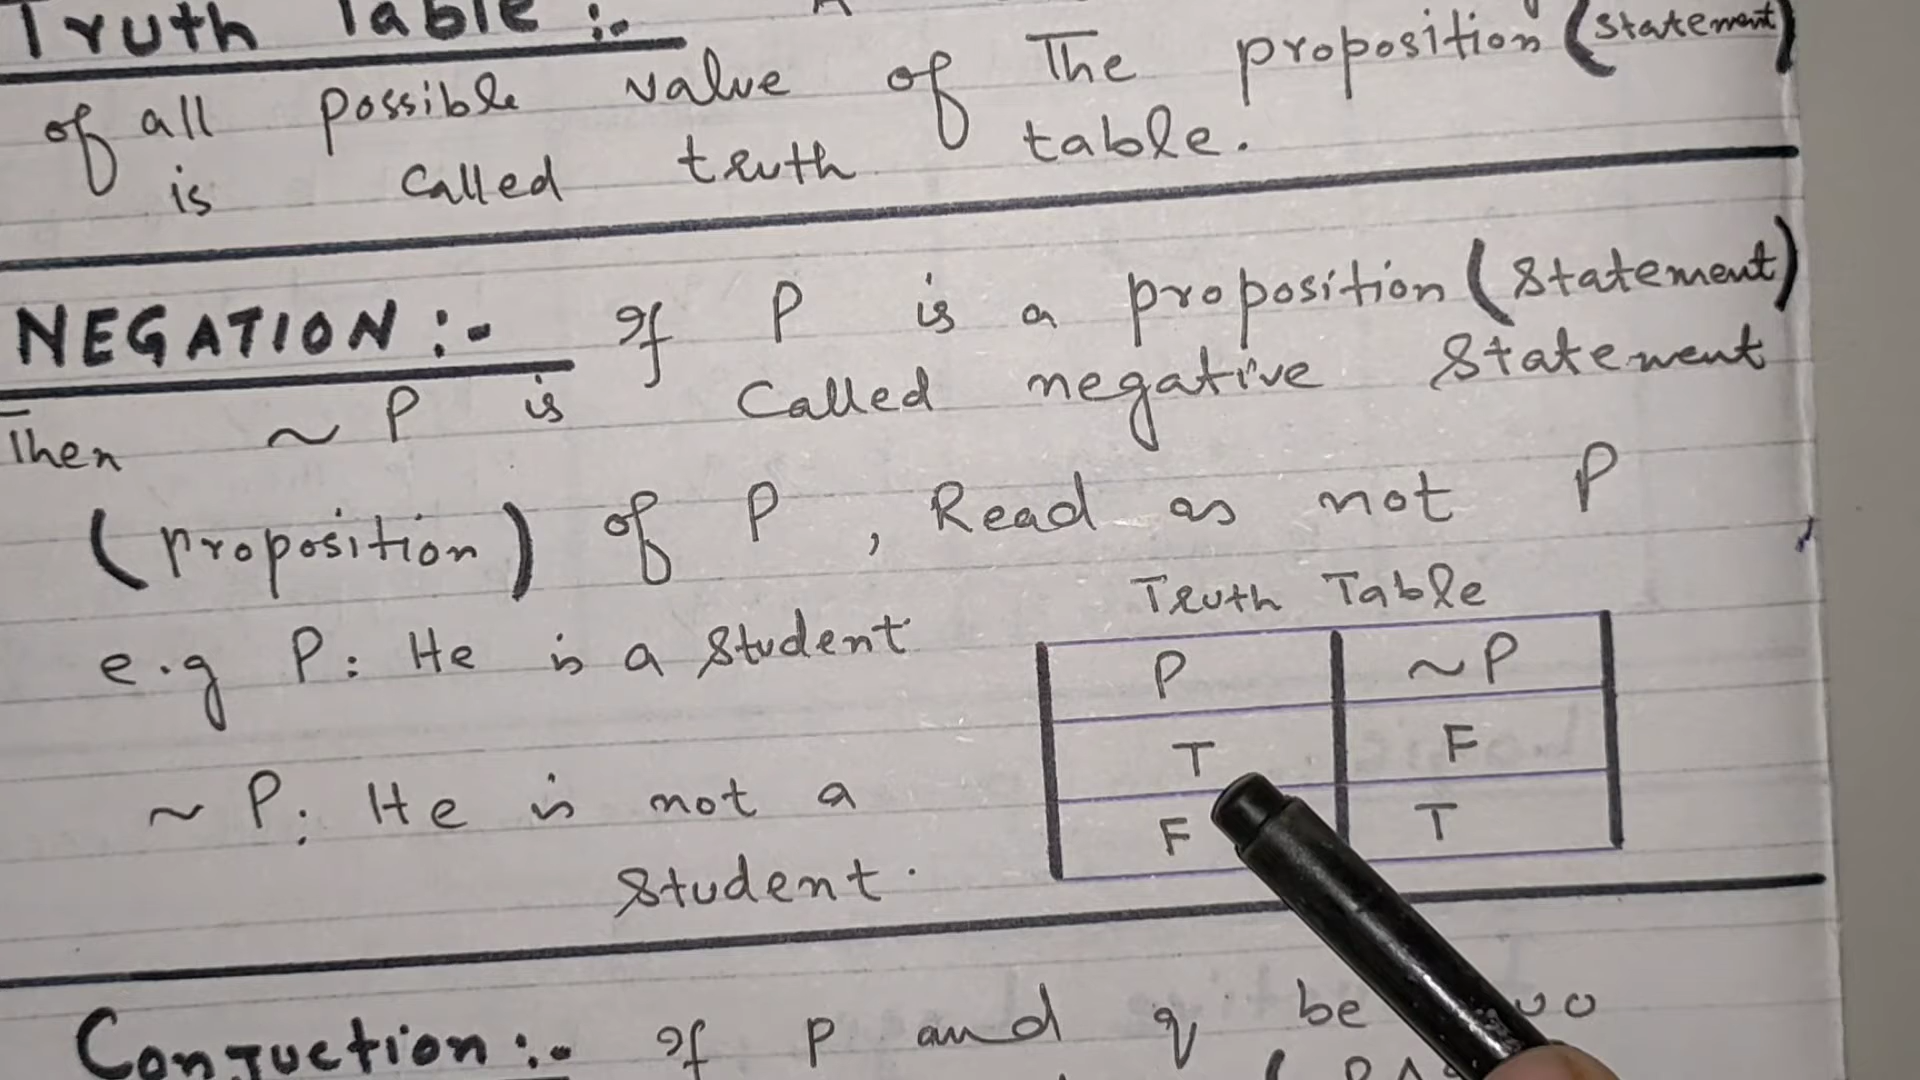 Truth Table :-
of all possible value of The proposition (statement)
is called truth table.
NEGATION :- If P is a proposition (statement)
Then ~ P is called negative statement
(proposition) of P , Read as not P
e.g P: He is a student
~ P: He is not a
student.
Truth Table
P ~P
T F
F T
Conjuction :- If p and q be